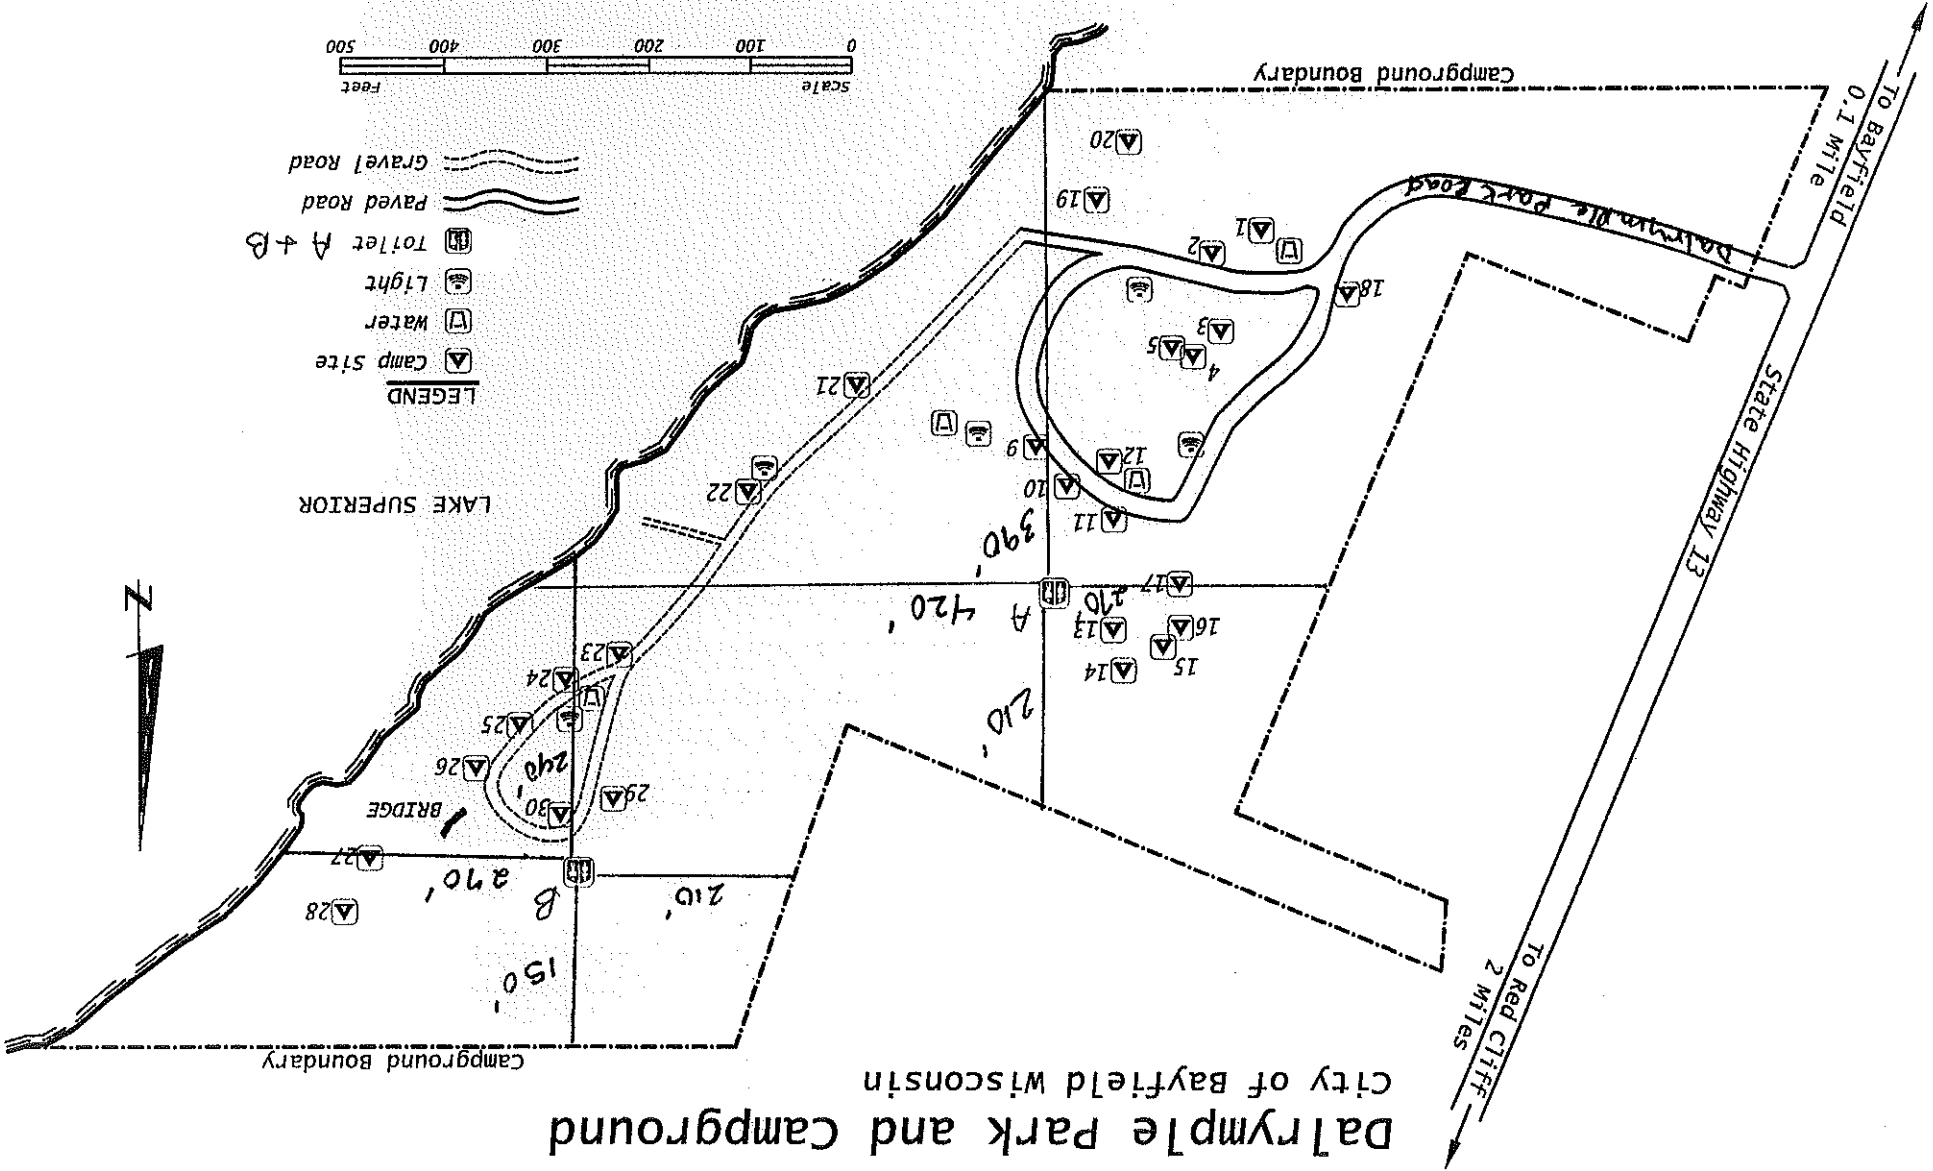 Dalrymple Park and Campground
City of Bayfield Wisconsin
To Red Cliff
2 Miles
Campground Boundary
150'
B
210'
270'
28
27
BRIDGE
30
29
240'
26
25
24
23
210'
14
15
16
13
A
17
270'
420'
390'
11
10
12
9
22
21
4
5
3
18
2
1
19
20
State Highway 13
LAKE SUPERIOR
N
LEGEND
Camp Site
Water
Light
Toilet A + B
Paved Road
Gravel Road
Scale
Feet
0
100
200
300
400
500
Dalrymple Park Road
To Bayfield
0.1 Mile
Campground Boundary